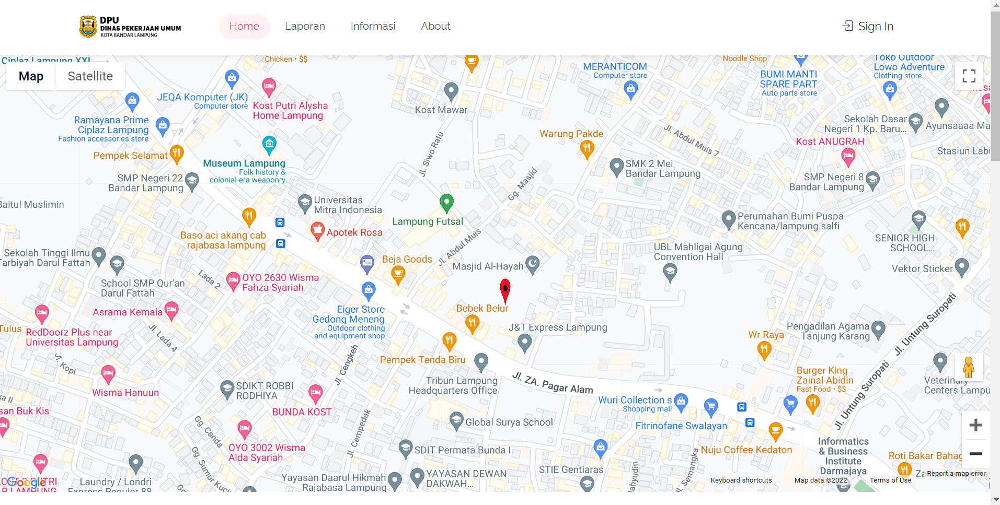 DPU
DINAS PEKERJAAN UMUM
KOTA BANDAR LAMPUNG
Home
Laporan
Informasi
About
Sign In
Ciplaz Lampung XXI
Map
Satellite
Chicken • $$
Noodle Shop
MERANTICOM
Computer store
BUMI MANTI
SPARE PART
Auto parts store
Toko Outdoor
Lowo Adventure
Clothing store
JEQA Komputer (JK)
Computer store
Kost Putri Alysha
Home Lampung
Kost Mawar
Ramayana Prime
Ciplaz Lampung
Fashion accessories store
Sekolah Dasar
Negeri 1 Kp. Baru...
Ayunsaaaa Ma
Warung Pakde
Jl. Abdul Muis 7
Kost ANUGRAH
Stasiun Labu
Pempek Selamat
Museum Lampung
Folk history &
colonial-era weaponry
Jl. Siwo Ratu
SMK 2 Mei
Bandar Lampung
SMP Negeri 22
Bandar Lampung
Gg. Masjid
SMP Negeri 8
Bandar Lampung
Baitul Muslimin
Universitas
Mitra Indonesia
Lampung Futsal
Perumahan Bumi Puspa
Kencana/lampung salfi
Baso aci akang cab
rajabasa lampung
Apotek Rosa
Jl. Abdul Muis
UBL Mahligai Agung
Convention Hall
SENIOR HIGH
SCHOOL...
Sekolah Tinggi Ilmu
Tarbiyah Darul Fattah
Beja Goods
100
Masjid Al-Hayah
Vektor Sticker
School SMP Qur'an
Darul Fattah
Lada 2
OYO 2630 Wisma
Fahza Syariah
Asrama Kemala
Eiger Store
Gedong Meneng
Outdoor clothing
and equipment shop
Bebek Belur
J&T Express Lampung
Tulus
RedDoorz Plus near
Universitas Lampung
Jl. Lada 4
Wr Raya
Pengadilan Agama
Tanjung Karang
Jl. Untung Suropati
Jl. Kopi
Jl. Cengkeh
Pempek Tenda Biru
Tribun Lampung
Headquarters Office
Jl. ZA. Pagar Alam
Burger King
Zainal Abidin
Fast Food • $$
Jl. Untung Suropati
Veterinary
Centers Lampu
Wisma Hanuun
SDIKT ROBBI
RODHIYA
BUNDA KOST
Wuri Collection s
Shopping mall
Fitrinofane Swalayan
ka II
san Buk Kis
Gg. Canda
Jl. Cempedak
Global Surya School
OYO 3002 Wisma
Alda Syariah
SDIT Permata Bunda I
Nuju Coffee Kedaton
Informatics
& Business
Institute
Darmajaya
Roti Bakar Bahag
Gg. Sumur Kuci
STIE Gentiaras
ahyudin
Jl. Semangka
Laundry / Londri
Express Reguler 88
Yayasan Daarul Hikmah
Rajabasa Lampung
YAYASAN DEWAN
DAKWAH...
Google
AR LAMPUNG
Keyboard shortcuts
Map data ©2022
Terms of Use
Report a map error